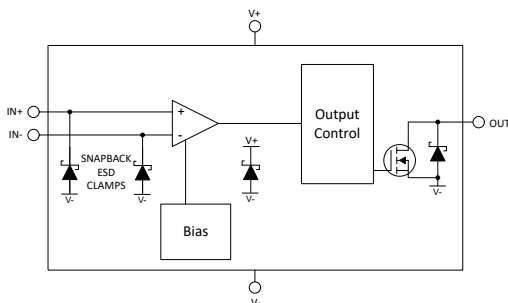 V+
IN+
IN-
+
-
SNAPBACK
ESD
CLAMPS
V-
V-
V+
V-
Bias
Output
Control
OUT
V-
V-